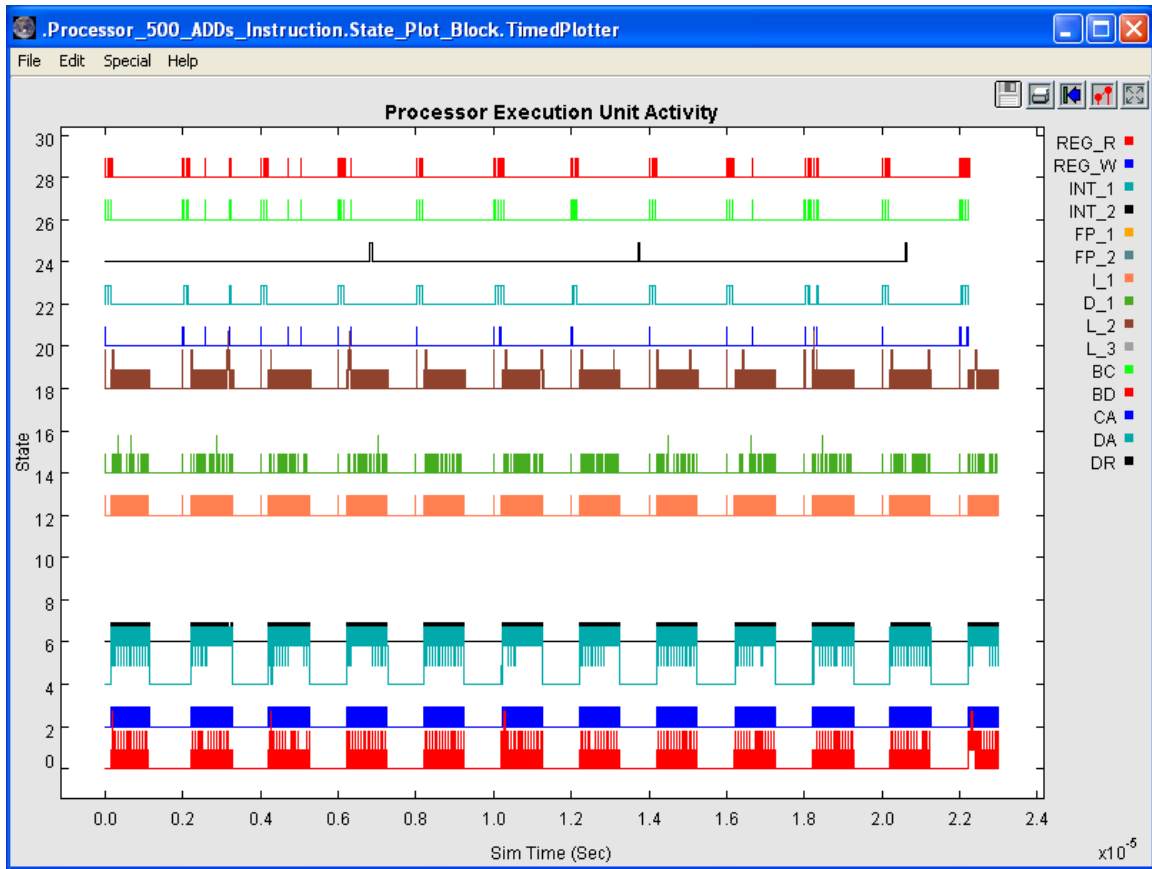 .Processor_500_ADDs_Instruction.State_Plot_Block.TimedPlotter
File Edit Special Help
Processor Execution Unit Activity
30
28
26
24
22
20
18
16
14
12
10
8
6
4
2
0
State
REG_R
REG_W
INT_1
INT_2
FP_1
FP_2
I_1
D_1
L_2
L_3
BC
BD
CA
DA
DR
0.0 0.2 0.4 0.6 0.8 1.0 1.2 1.4 1.6 1.8 2.0 2.2 2.4
Sim Time (Sec)
x10-5